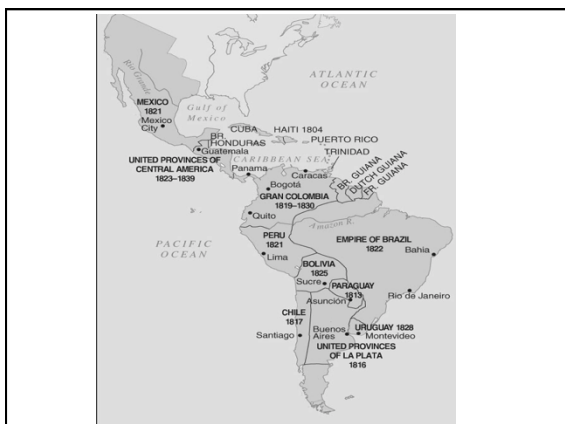 ATLANTIC
OCEAN
Rio Grande
MEXICO
1821
Mexico
City
Gulf of
Mexico
CUBA
HAITI 1804
PUERTO RICO
BR.
HONDURAS
Guatemala
CARIBBEAN SEA
TRINIDAD
UNITED PROVINCES OF
CENTRAL AMERICA
1823–1839
Panama
Caracas
BR. GUIANA
DUTCH GUIANA
FR. GUIANA
Bogotá
GRAN COLOMBIA
1819–1830
Quito
Amazon R.
PACIFIC
OCEAN
PERU
1821
Lima
EMPIRE OF BRAZIL
1822
Bahia
BOLIVIA
1825
Sucre
PARAGUAY
1813
Asunción
Rio de Janeiro
CHILE
1817
Santiago
Buenos
Aires
URUGUAY 1828
Montevideo
UNITED PROVINCES
OF LA PLATA
1816